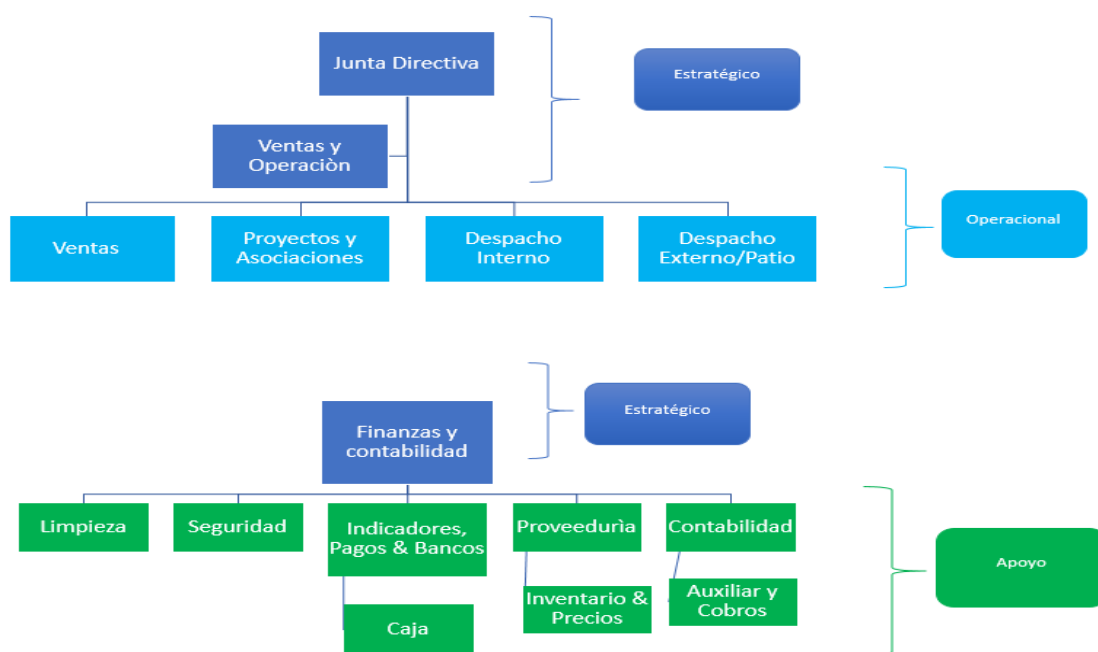 Junta Directiva
Estratégico
Ventas y
Operaciòn
Ventas
Proyectos y
Asociaciones
Despacho
Interno
Despacho
Externo/Patio
Operacional
Finanzas y
contabilidad
Estratégico
Limpieza
Seguridad
Indicadores,
Pagos & Bancos
Proveedurìa
Contabilidad
Caja
Inventario &
Precios
Auxiliar y
Cobros
Apoyo